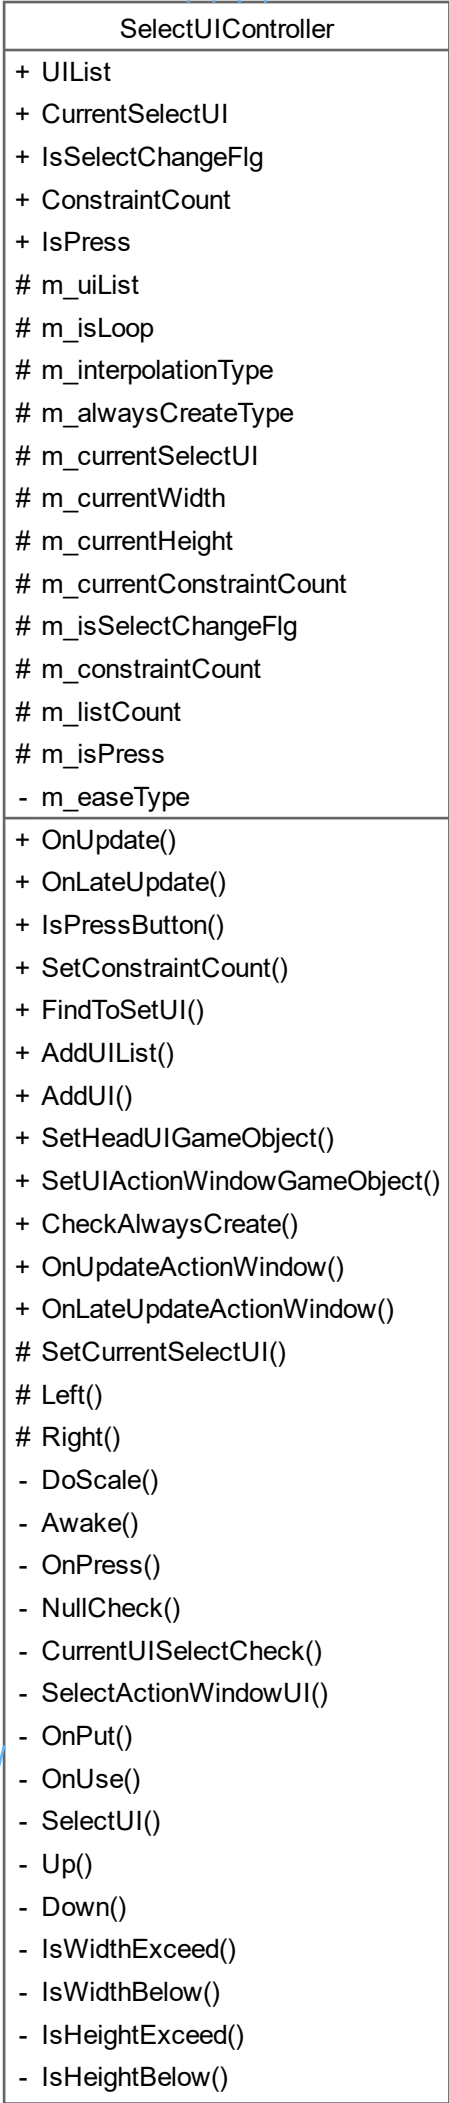 SelectUIController
+ UIList
+ CurrentSelectUI
+ IsSelectChangeFlg
+ ConstraintCount
+ IsPress
# m_uiList
# m_isLoop
# m_interpolationType
# m_alwaysCreateType
# m_currentSelectUI
# m_currentWidth
# m_currentHeight
# m_currentConstraintCount
# m_isSelectChangeFlg
# m_constraintCount
# m_listCount
# m_isPress
- m_easeType
+ OnUpdate()
+ OnLateUpdate()
+ IsPressButton()
+ SetConstraintCount()
+ FindToSetUI()
+ AddUIList()
+ AddUI()
+ SetHeadUIGameObject()
+ SetUIActionWindowGameObject()
+ CheckAlwaysCreate()
+ OnUpdateActionWindow()
+ OnLateUpdateActionWindow()
# SetCurrentSelectUI()
# Left()
# Right()
- DoScale()
- Awake()
- OnPress()
- NullCheck()
- CurrentUISelectCheck()
- SelectActionWindowUI()
- OnPut()
- OnUse()
- SelectUI()
- Up()
- Down()
- IsWidthExceed()
- IsWidthBelow()
- IsHeightExceed()
- IsHeightBelow()